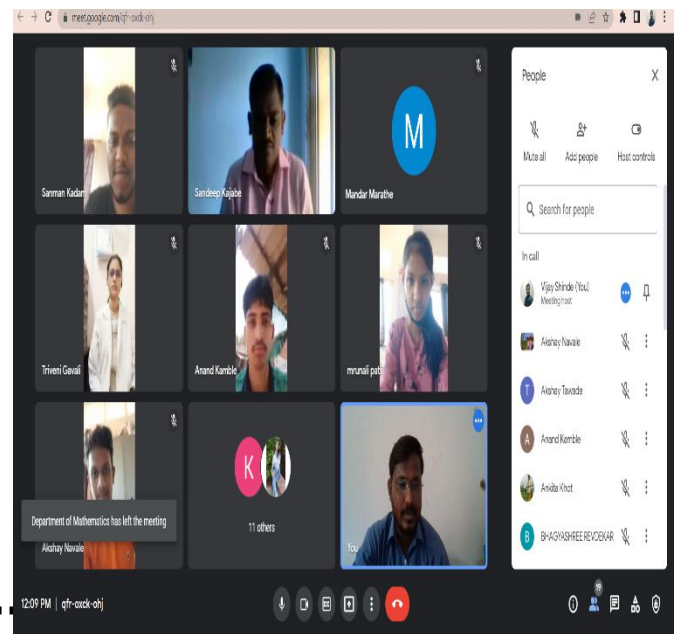 meet.google.com/qfr-oxck-ohj
Sanman Kadam
Sandeep Kajabe
M
Mandar Marathe
Triveni Gavali
Anand Kamble
mrunali pati
Department of Mathematics has left the meeting
Akshay Navale
K
11 others
You
12:09 PM | qfr-oxck-ohj
19
People
Mute all
Add people
Host controls
Search for people
In call
Vijay Shinde (You)
Meeting host
Akshay Navale
T
Akshay Tawade
A
Anand Kamble
Ankita Khot
B
BHAGYASHREE REVDEKAR